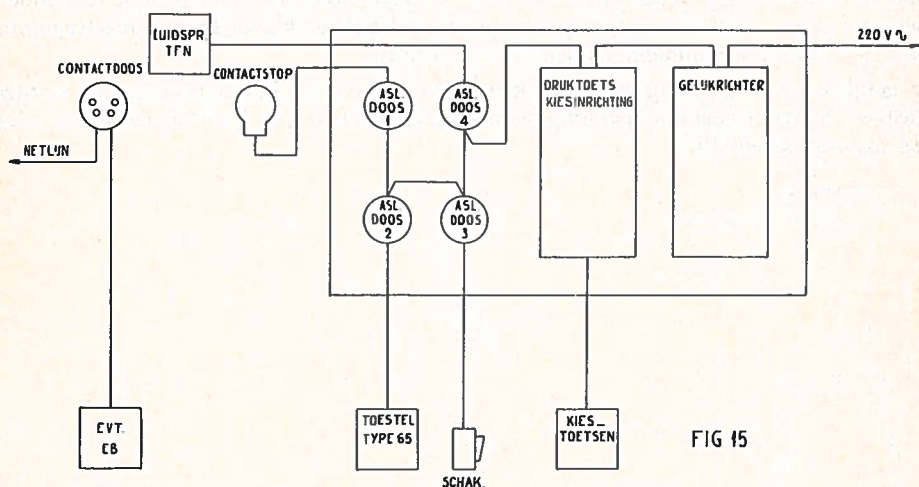 220 V ∿
LUIDSPR.
TFN
CONTACTDOOS
CONTACTSTOP
ASL.
DOOS
1
ASL.
DOOS
4
DRUKTOETS
KIESINRICHTING
GELIJKRICHTER
NETLIJN
ASL.
DOOS
2
ASL.
DOOS
3
EVT.
EB
TOESTEL
TYPE 65
SCHAK.
KIES_
TOETSEN
FIG 15